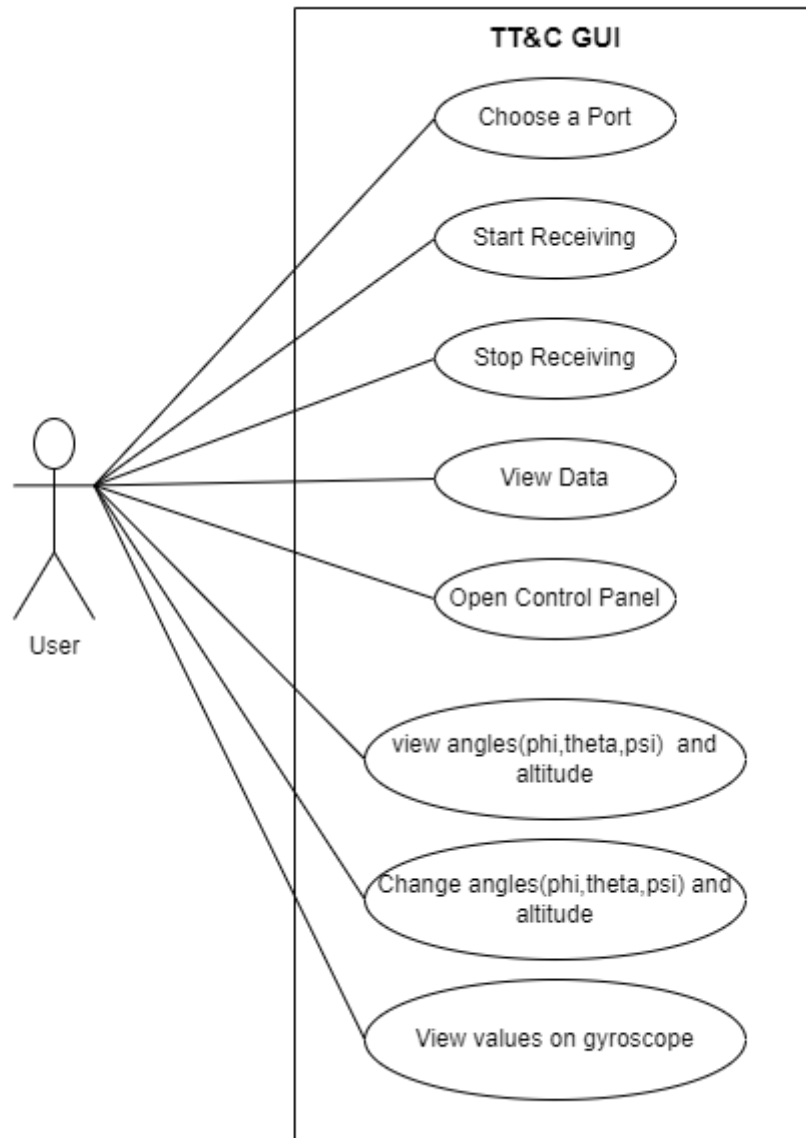 TT&C GUI
Choose a Port
Start Receiving
Stop Receiving
View Data
Open Control Panel
User
view angles(phi,theta,psi)  and
altitude
Change angles(phi,theta,psi) and
altitude
View values on gyroscope